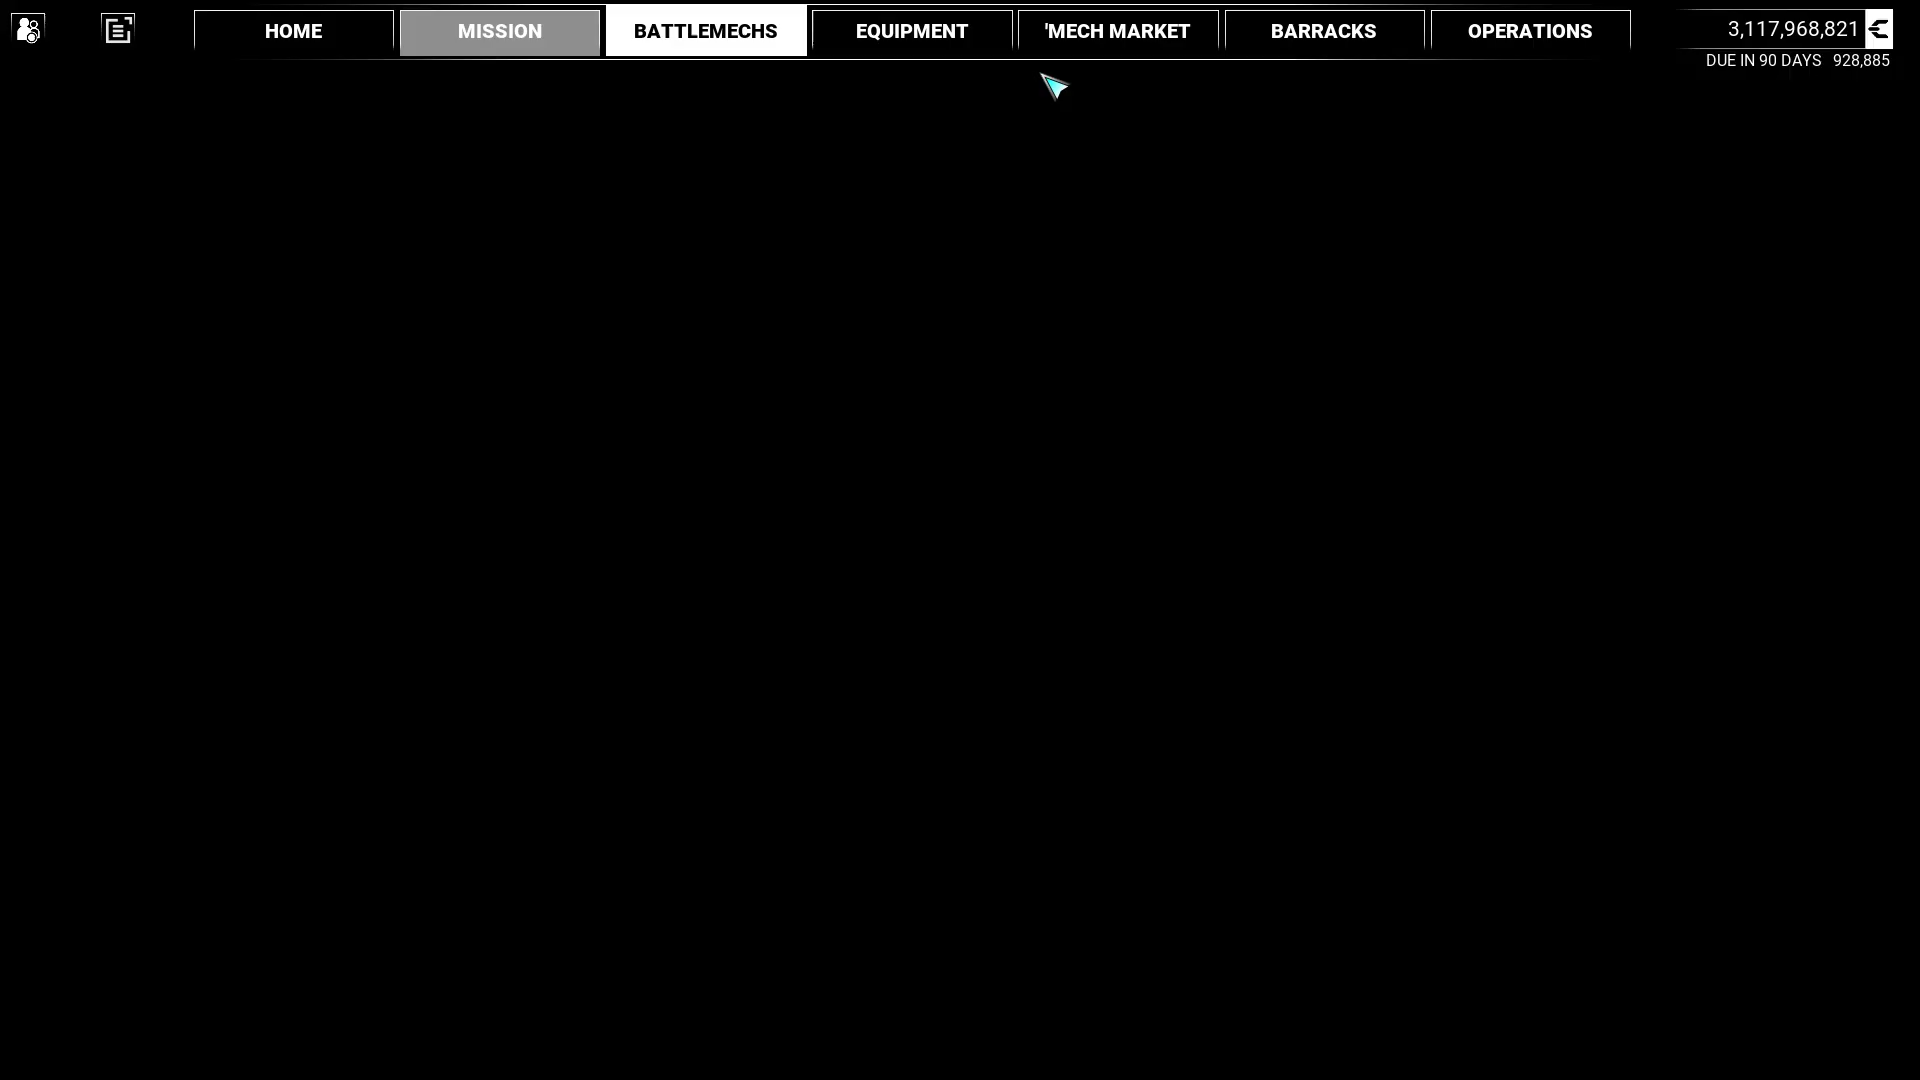 HOME
MISSION
BATTLEMECHS
EQUIPMENT
'MECH MARKET
BARRACKS
OPERATIONS
3,117,968,821
DUE IN 90 DAYS 928,885